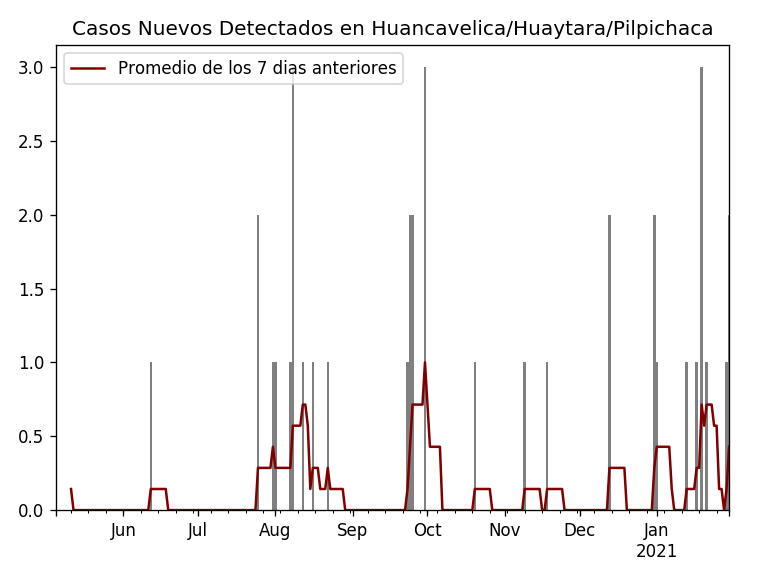 Casos Nuevos Detectados en Huancavelica/Huaytara/Pilpichaca
Promedio de los 7 dias anteriores
3.0
2.5
2.0
1.5
1.0
0.5
0.0
Jun Jul Aug Sep Oct Nov Dec Jan
2021